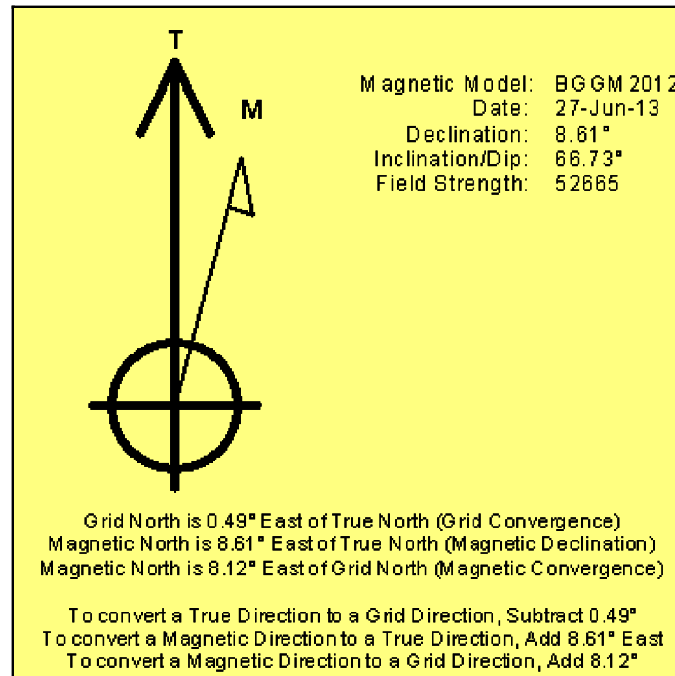 T
M
Magnetic Model: BGGM 2012
Date: 27-Jun-13
Declination: 8.61°
Inclination/Dip: 66.73°
Field Strength: 52665
Grid North is 0.49° East of True North (Grid Convergence)
Magnetic North is 8.61° East of True North (Magnetic Declination)
Magnetic North is 8.12° East of Grid North (Magnetic Convergence)
To convert a True Direction to a Grid Direction, Subtract 0.49°
To convert a Magnetic Direction to a True Direction, Add 8.61° East
To convert a Magnetic Direction to a Grid Direction, Add 8.12°